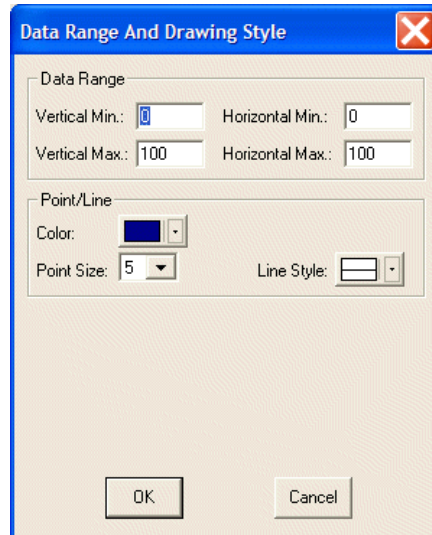 Data Range And Drawing Style
Data Range
Vertical Min.: 0 Horizontal Min.: 0
Vertical Max.: 100 Horizontal Max.: 100
Point/Line
Color:
Point Size: 5 Line Style:
OK Cancel